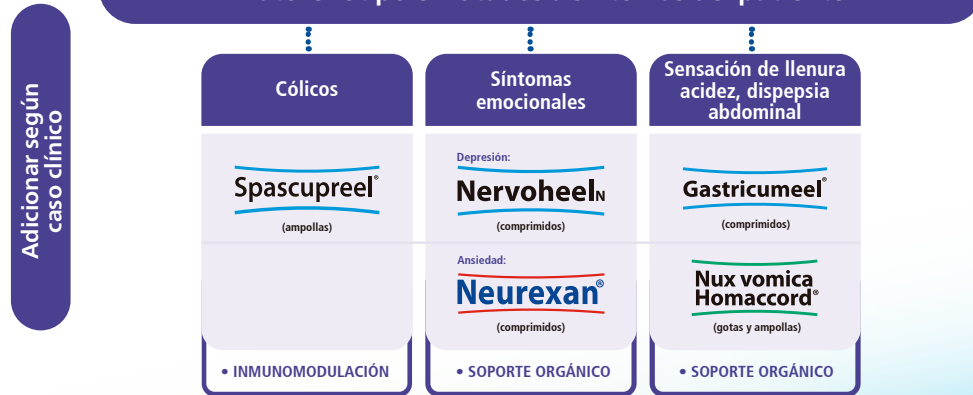 Adicionar según
caso clínico
Cólicos
Síntomas
emocionales
Sensación de llenura
acidez, dispepsia
abdominal
Spascupreel®
(ampollas)
Depresión:
NervoheelN
(comprimidos)
Gastricumeel®
(comprimidos)
Ansiedad:
Neurexan®
(comprimidos)
Nux vomica
Homaccord®
(gotas y ampollas)
• INMUNOMODULACIÓN
• SOPORTE ORGÁNICO
• SOPORTE ORGÁNICO